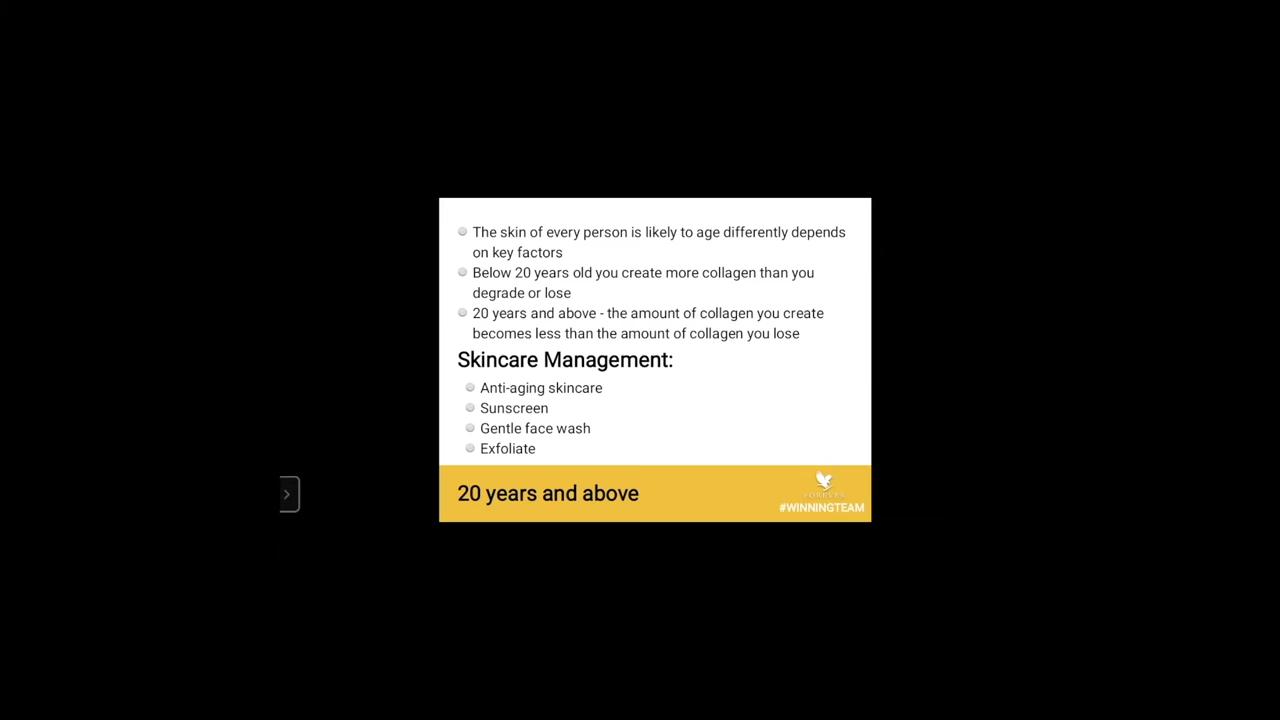 The skin of every person is likely to age differently depends
on key factors
Below 20 years old you create more collagen than you
degrade or lose
20 years and above - the amount of collagen you create
becomes less than the amount of collagen you lose
Skincare Management:
Anti-aging skincare
Sunscreen
Gentle face wash
Exfoliate
20 years and above
FOREVER
#WINNINGTEAM